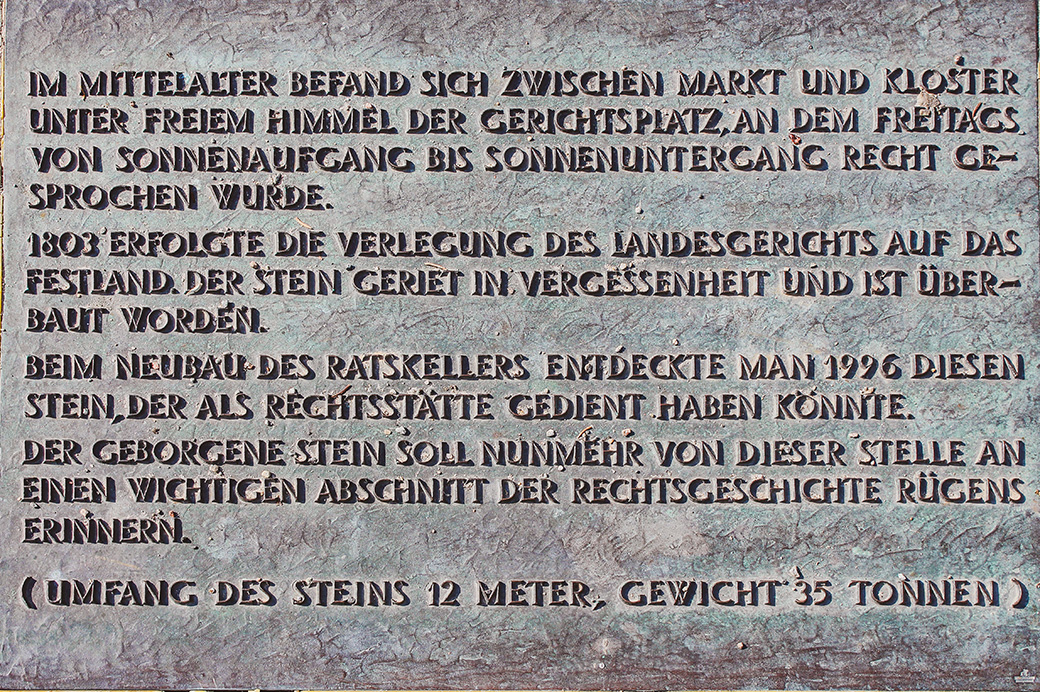 IM MITTELALTER BEFAND SICH ZWISCHEN MARKT UND KLOSTER
UNTER FREIEM HIMMEL DER GERICHTSPLATZ, AN DEM FREITAGS
VON SONNENAUFGANG BIS SONNENUNTERGANG RECHT GE-
SPROCHEN WURDE.
1803 ERFOLGTE DIE VERLEGUNG DES LANDESGERICHTS AUF DAS
FESTLAND. DER STEIN GERIET IN VERGESSENHEIT UND IST ÜBER-
BAUT WORDEN.
BEIM NEUBAU DES RATSKELLERS ENTDECKTE MAN 1996 DIESEN
STEIN, DER ALS RECHTSSTÄTTE GEDIENT HABEN KÖNNTE.
DER GEBORGENE STEIN SOLL NUNMEHR VON DIESER STELLE AN
EINEN WICHTIGEN ABSCHNITT DER RECHTSGESCHICHTE RÜGENS
ERINNERN.
(UMFANG DES STEINS 12 METER, GEWICHT 35 TONNEN)